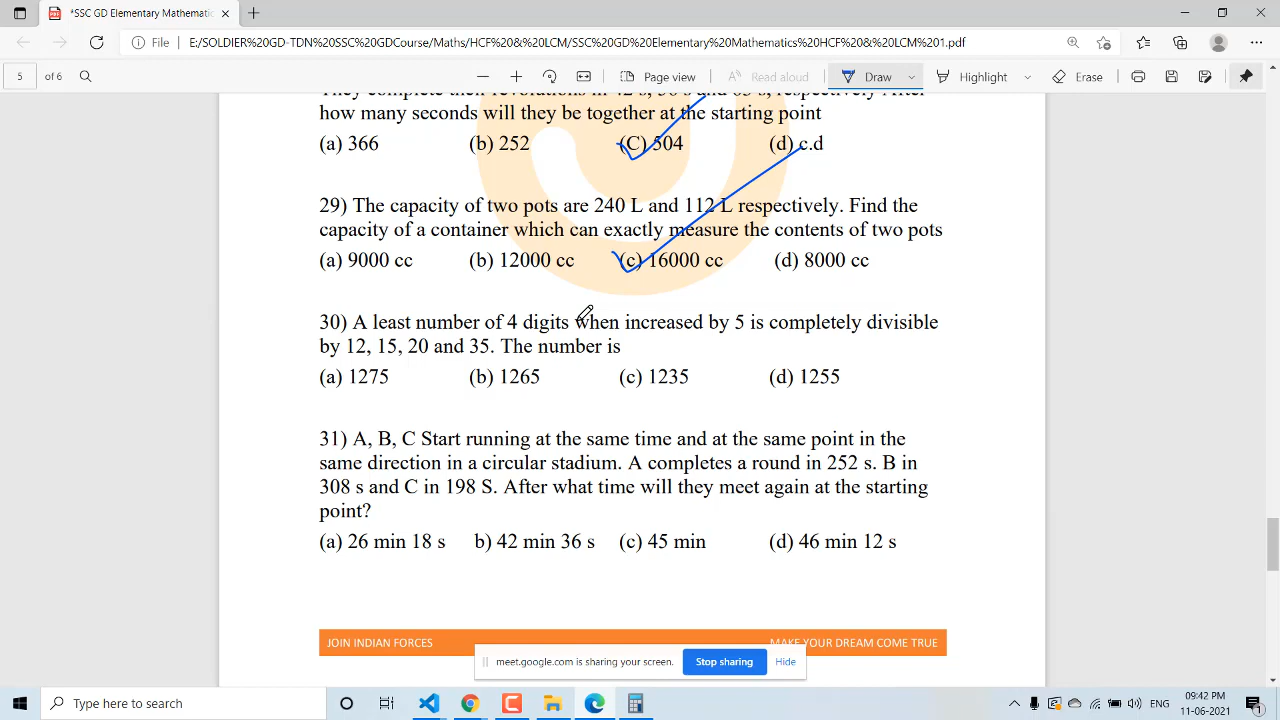 *SSC GD Elementary Mathematic
File
E:/SOLDIER%20GD-TDN%20SSC%20GDCourse/Maths/HCF%20&%20LCM/SSC%20GD%20Elementary%20Mathematics%20HCF%20&%20LCM%201.pdf
5 of 6
Page view
Read aloud
Draw
Highlight
Erase
how many seconds will they be together at the starting point
(a) 366 (b) 252 (C) 504 (d) c.d
29) The capacity of two pots are 240 L and 112 L respectively. Find the
capacity of a container which can exactly measure the contents of two pots
(a) 9000 cc (b) 12000 cc (c) 16000 cc (d) 8000 cc
30) A least number of 4 digits when increased by 5 is completely divisible
by 12, 15, 20 and 35. The number is
(a) 1275 (b) 1265 (c) 1235 (d) 1255
31) A, B, C Start running at the same time and at the same point in the
same direction in a circular stadium. A completes a round in 252 s. B in
308 s and C in 198 S. After what time will they meet again at the starting
point?
(a) 26 min 18 s b) 42 min 36 s (c) 45 min (d) 46 min 12 s
JOIN INDIAN FORCES
MAKE YOUR DREAM COME TRUE
meet.google.com is sharing your screen.
Stop sharing
Hide
Type here to search
ENG
09:42 PM
11-06-2021
1